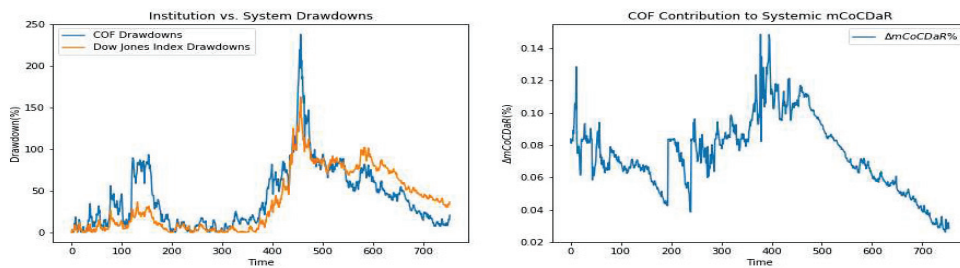 Institution vs. System Drawdowns
250
200
150
100
50
0
Drawdown(%)
COF Drawdowns
Dow Jones Index Drawdowns
0 100 200 300 400 500 600 700
Time
COF Contribution to Systemic mCoCDaR
0.14
0.12
0.10
0.08
0.06
0.04
0.02
ΔmCoCDaR(%)
ΔmCoCDaR%
0 100 200 300 400 500 600 700
Time